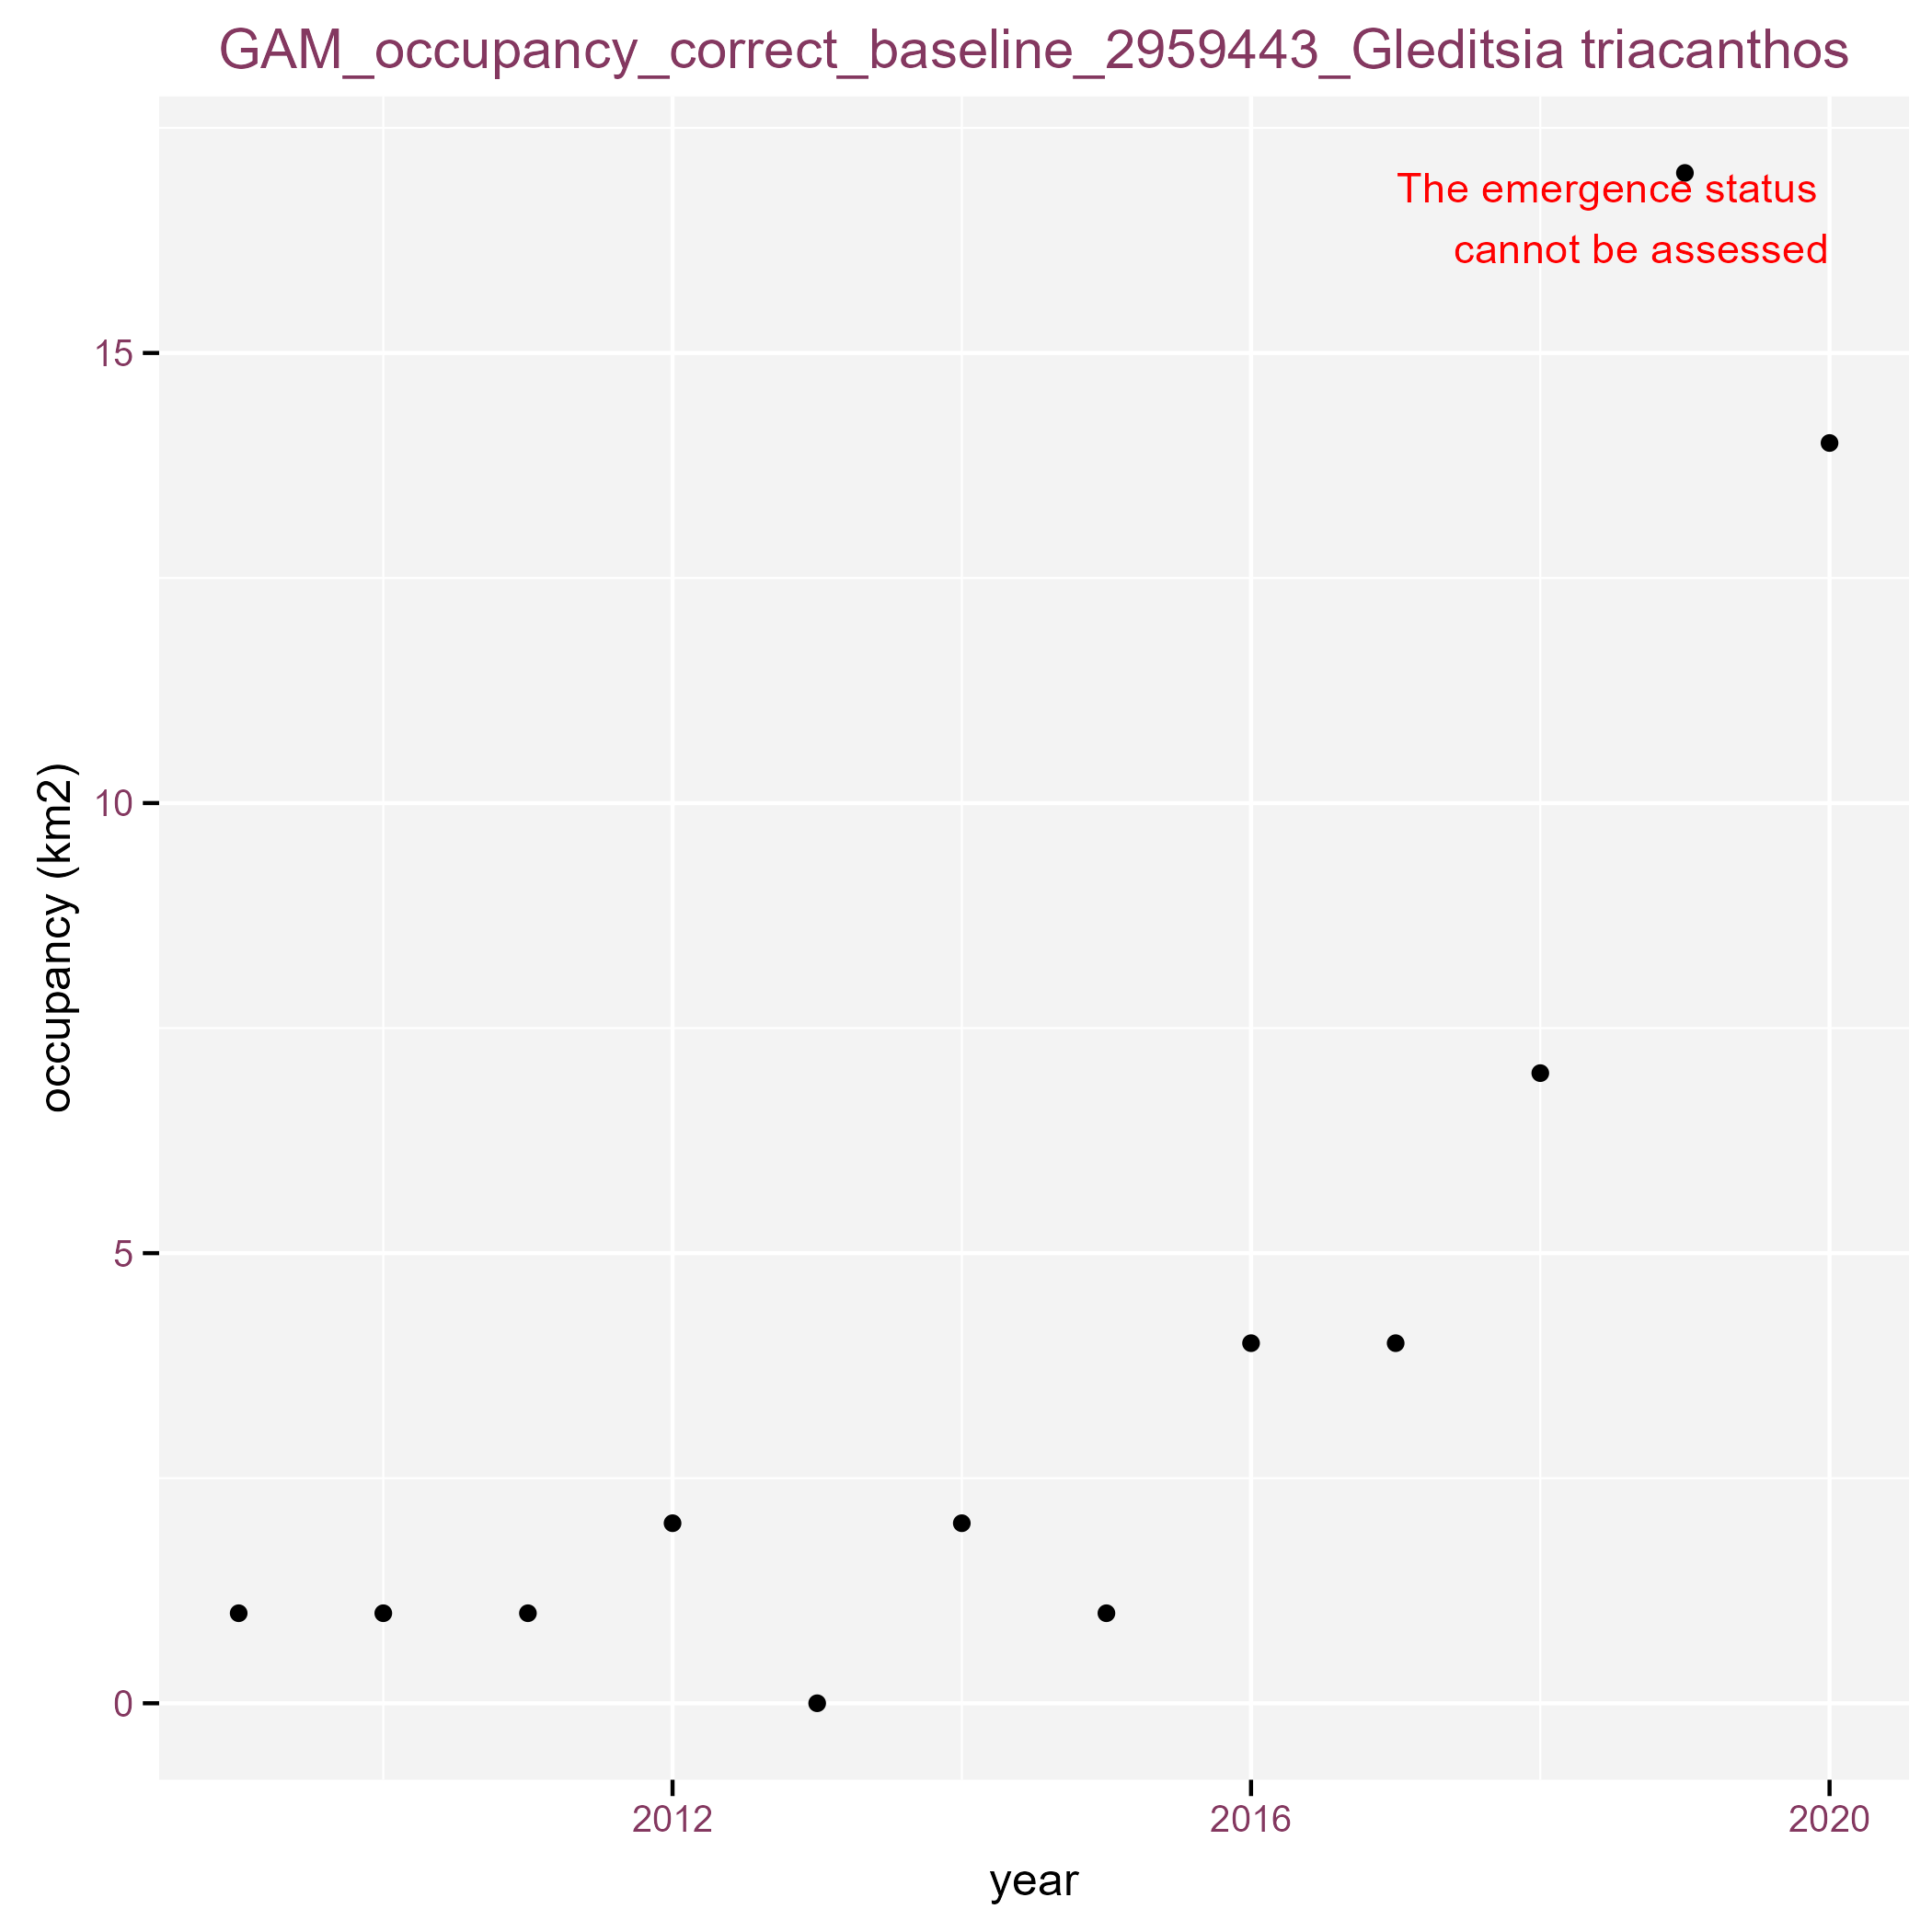 GAM_occupancy_correct_baseline_2959443_Gleditsia triacanthos
The emergence status
cannot be assessed
15
10
5
0
occupancy (km2)
2012
2016
2020
year